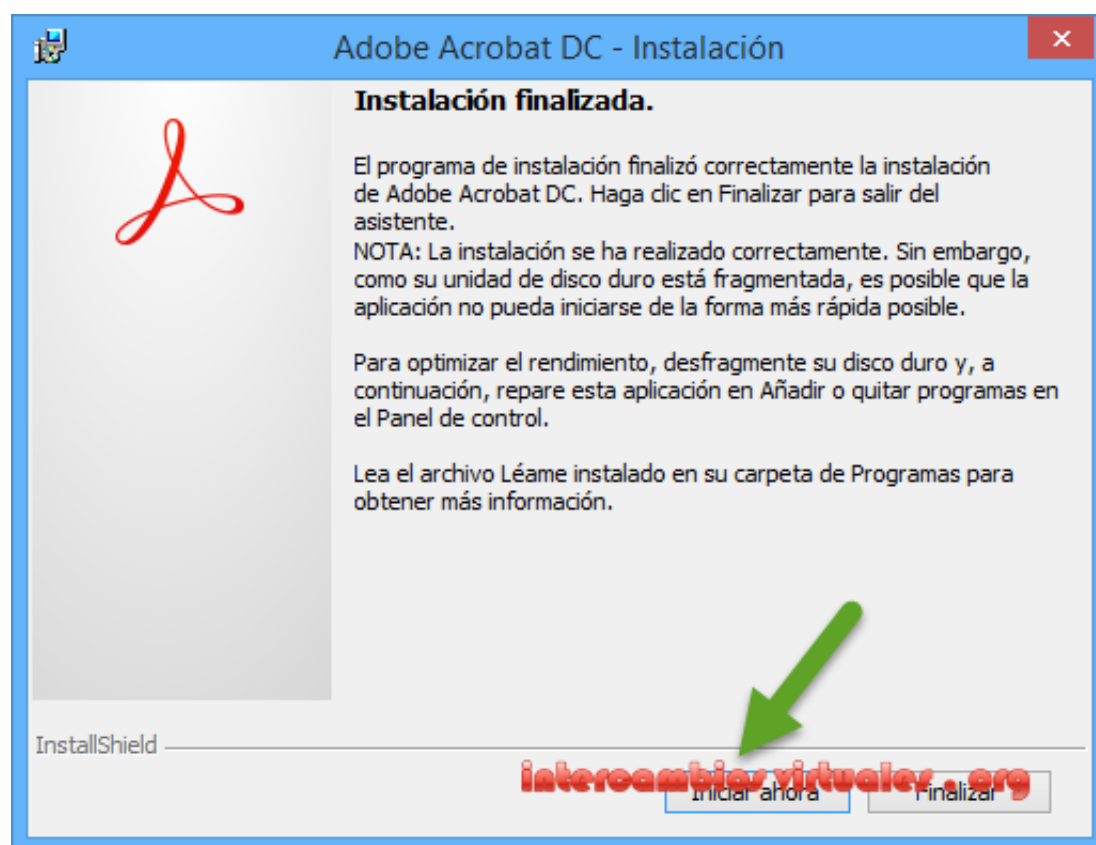 Adobe Acrobat DC - Instalación
Instalación finalizada.
El programa de instalación finalizó correctamente la instalación
de Adobe Acrobat DC. Haga clic en Finalizar para salir del
asistente.
NOTA: La instalación se ha realizado correctamente. Sin embargo,
como su unidad de disco duro está fragmentada, es posible que la
aplicación no pueda iniciarse de la forma más rápida posible.
Para optimizar el rendimiento, desfragmente su disco duro y, a
continuación, repare esta aplicación en Añadir o quitar programas en
el Panel de control.
Lea el archivo Léame instalado en su carpeta de Programas para
obtener más información.
InstallShield
intercambios virtuales . org
Iniciar ahora
Finalizar